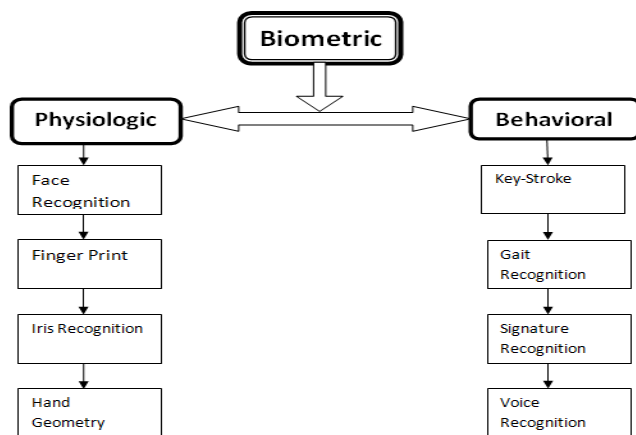 Biometric
Physiologic
Behavioral
Face
Recognition
Finger Print
Iris Recognition
Hand
Geometry
Key-Stroke
Gait
Recognition
Signature
Recognition
Voice
Recognition